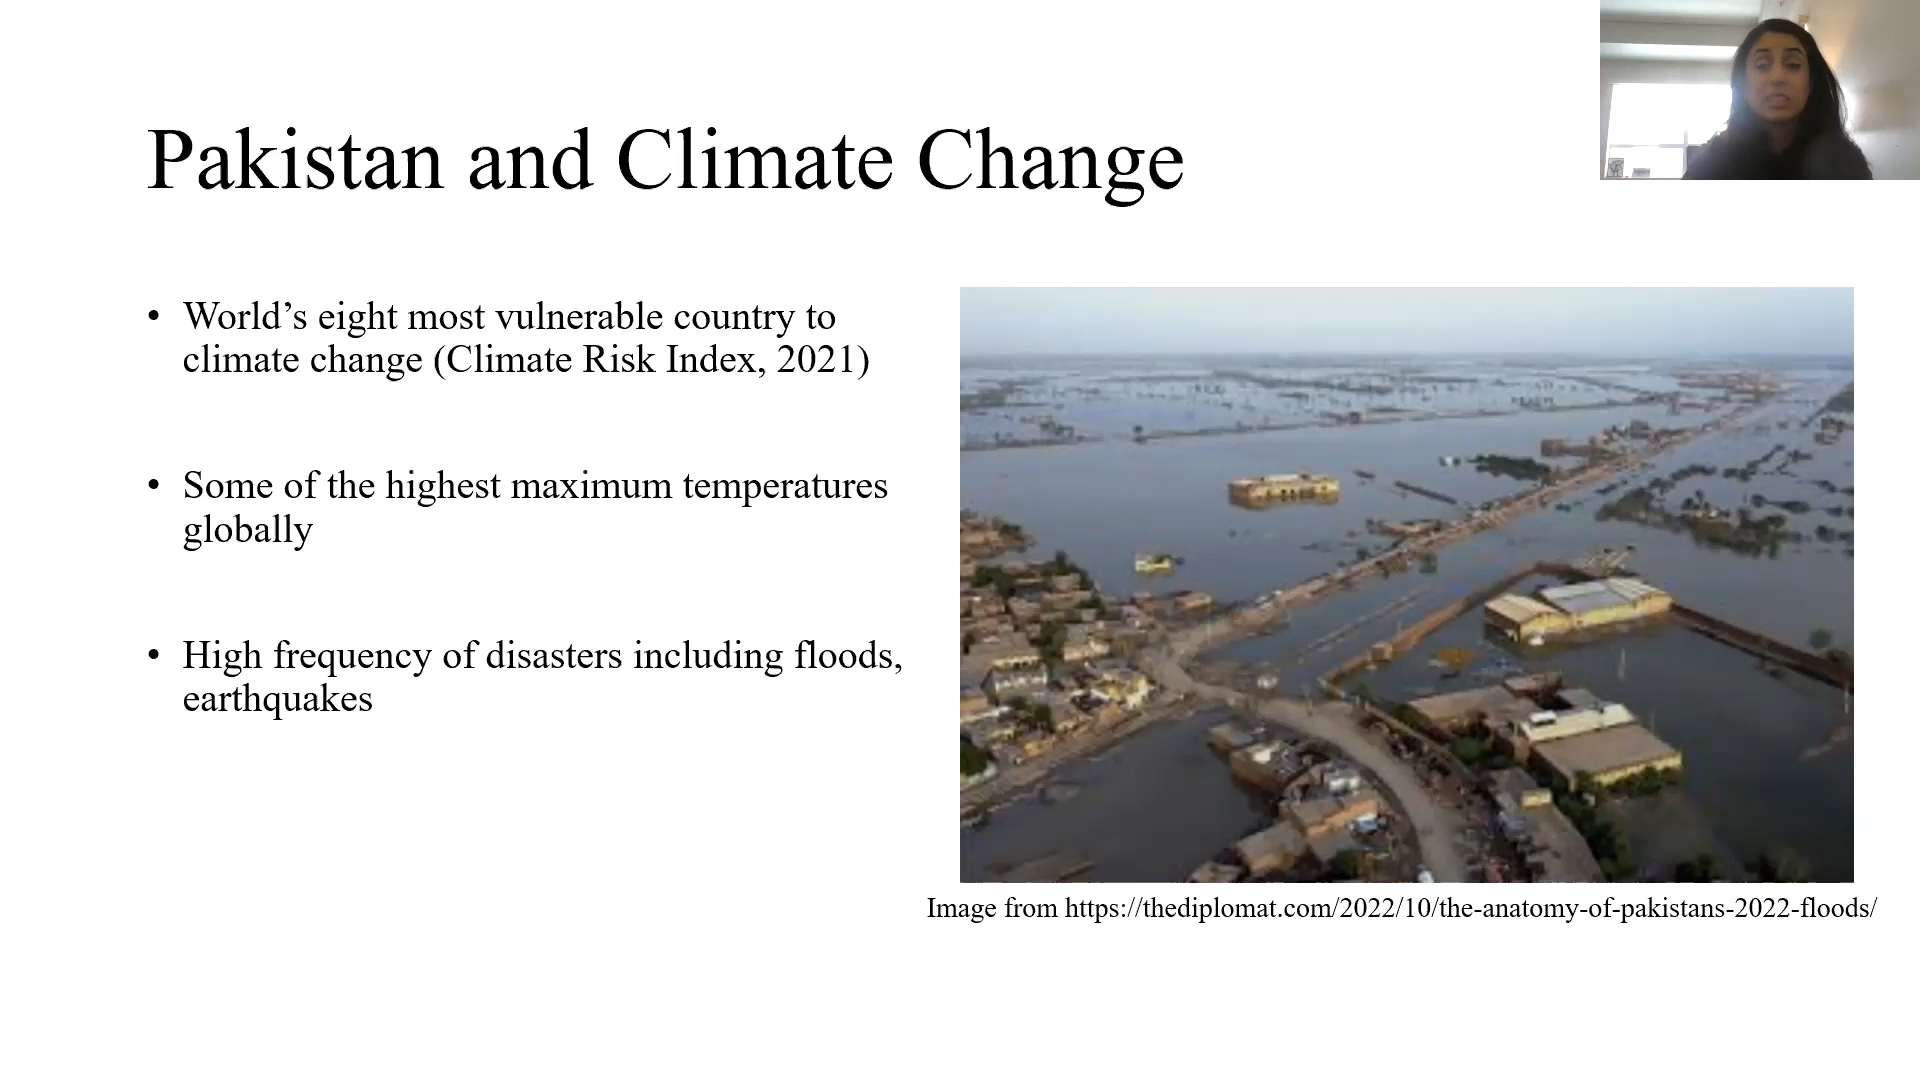 Pakistan and Climate Change
• World’s eight most vulnerable country to
climate change (Climate Risk Index, 2021)
• Some of the highest maximum temperatures
globally
• High frequency of disasters including floods,
earthquakes
Image from https://thediplomat.com/2022/10/the-anatomy-of-pakistans-2022-floods/